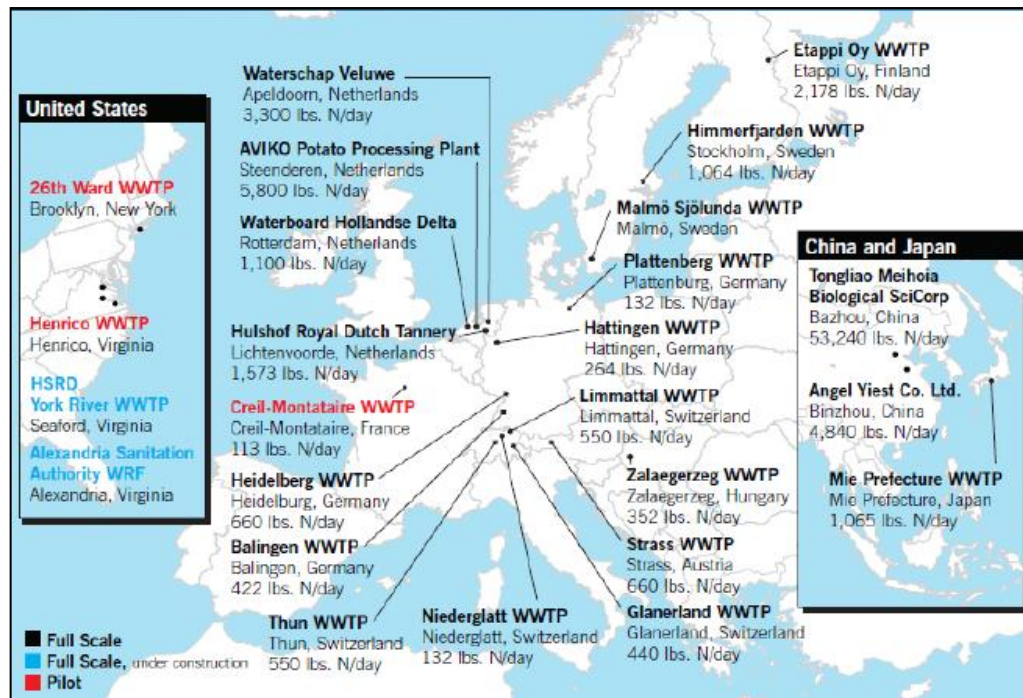 United States
26th Ward WWTP
Brooklyn, New York
Henrico WWTP
Henrico, Virginia
HSRD
York River WWTP
Seaford, Virginia
Alexandria Sanitation
Authority WRF
Alexandria, Virginia
Waterschap Veluwe
Apeldoorn, Netherlands
3,300 lbs. N/day
AVIKO Potato Processing Plant
Steenderen, Netherlands
5,800 lbs. N/day
Waterboard Hollandse Delta
Rotterdam, Netherlands
1,100 lbs. N/day
Hulshof Royal Dutch Tannery
Lichtenvoorde, Netherlands
1,573 lbs. N/day
Creil-Montataire WWTP
Creil-Montataire, France
113 lbs. N/day
Heidelberg WWTP
Heidelburg, Germany
660 lbs. N/day
Balingen WWTP
Balingen, Germany
422 lbs. N/day
Thun WWTP
Thun, Switzerland
550 lbs. N/day
Niederglatt WWTP
Niederglatt, Switzerland
132 lbs. N/day
Etappi Oy WWTP
Etappi Oy, Finland
2,178 lbs. N/day
Himmerfjarden WWTP
Stockholm, Sweden
1,064 lbs. N/day
Malmö Sjölunda WWTP
Malmö, Sweden
Plattenberg WWTP
Plattenburg, Germany
132 lbs. N/day
Hattingen WWTP
Hattingen, Germany
264 lbs. N/day
Limmattal WWTP
Limmattal, Switzerland
550 lbs. N/day
Zalaegerzeg WWTP
Zalaegerzeg, Hungary
352 lbs. N/day
Strass WWTP
Strass, Austria
660 lbs. N/day
Glanerland WWTP
Glanerland, Switzerland
440 lbs. N/day
China and Japan
Tongliao Meihoia
Biological SciCorp
Bazhou, China
53,240 lbs. N/day
Angel Yiest Co. Ltd.
Binzhou, China
4,840 lbs. N/day
Mie Prefecture WWTP
Mie Prefecture, Japan
1,065 lbs. N/day
Full Scale
Full Scale, under construction
Pilot